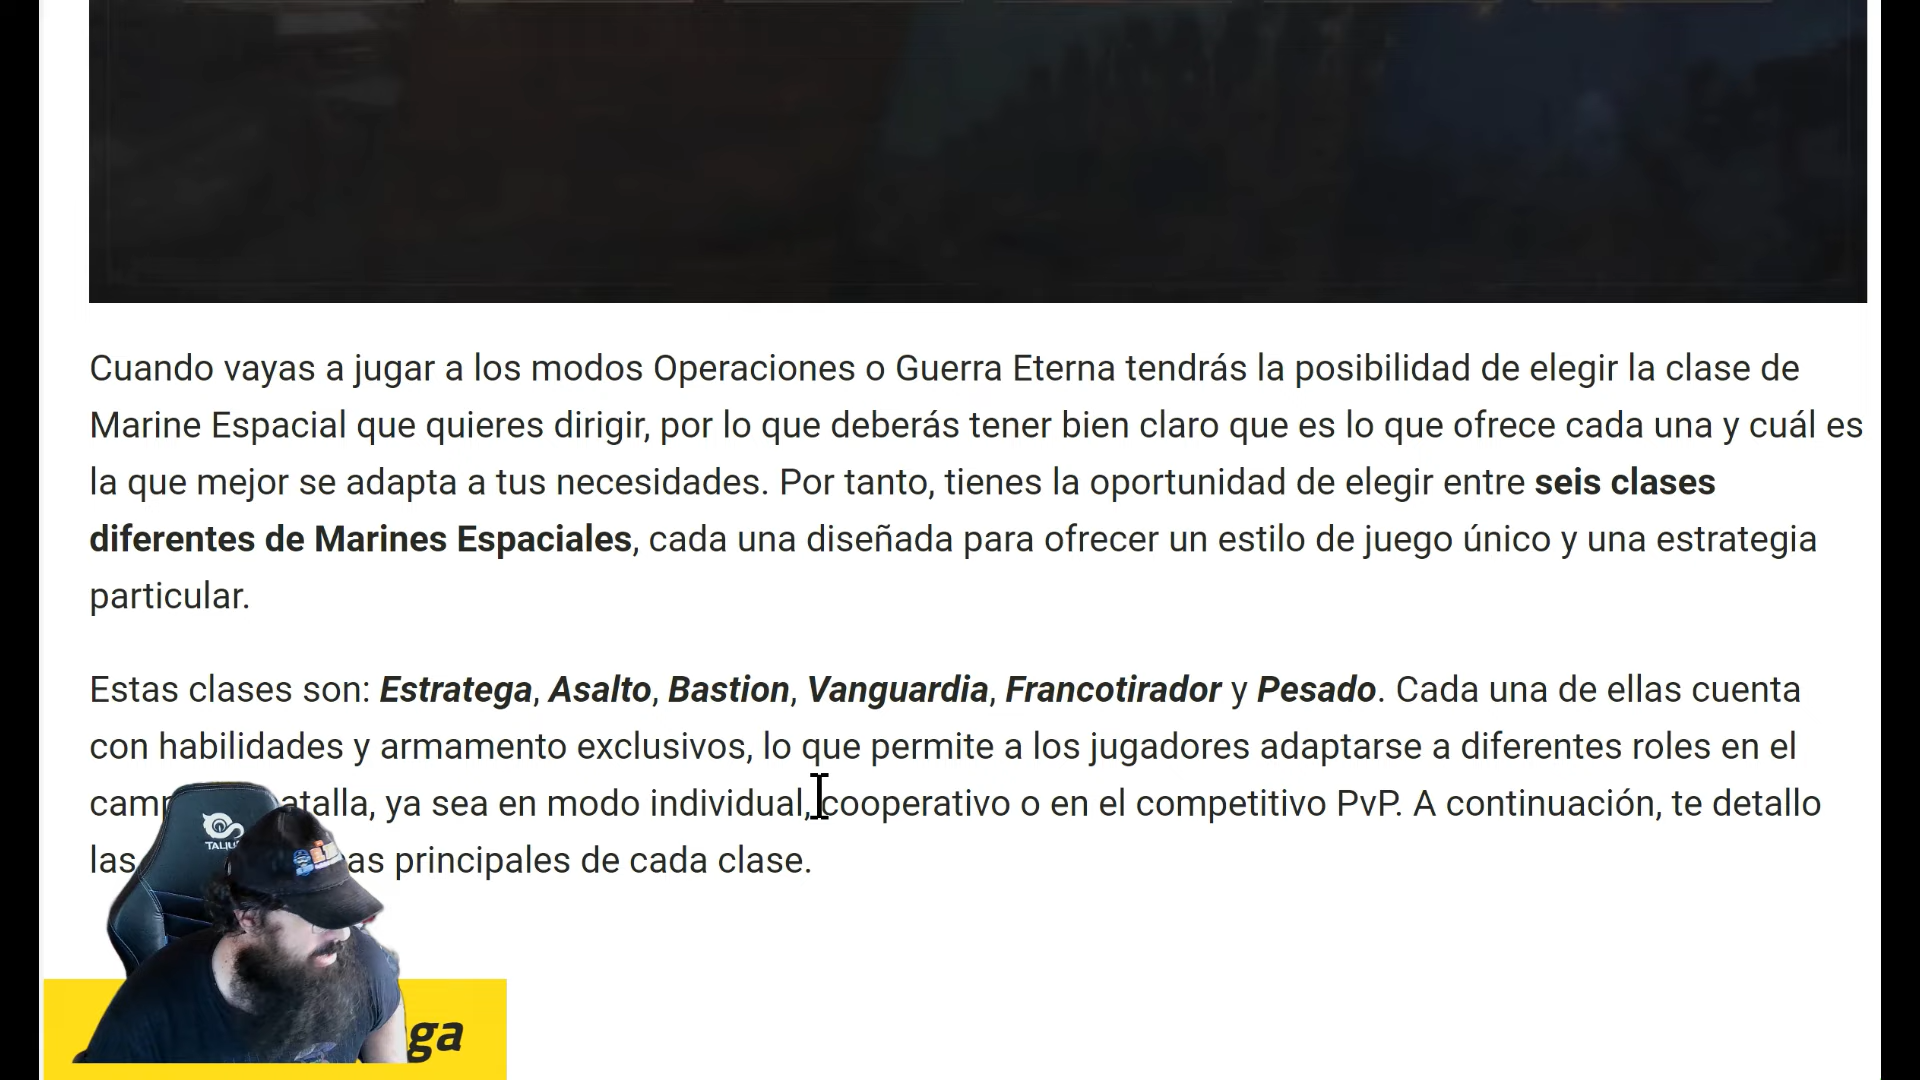 Cuando vayas a jugar a los modos Operaciones o Guerra Eterna tendrás la posibilidad de elegir la clase de
Marine Espacial que quieres dirigir, por lo que deberás tener bien claro que es lo que ofrece cada una y cuál es
la que mejor se adapta a tus necesidades. Por tanto, tienes la oportunidad de elegir entre seis clases
diferentes de Marines Espaciales, cada una diseñada para ofrecer un estilo de juego único y una estrategia
particular.
Estas clases son: Estratega, Asalto, Bastion, Vanguardia, Francotirador y Pesado. Cada una de ellas cuenta
con habilidades y armamento exclusivos, lo que permite a los jugadores adaptarse a diferentes roles en el
ya sea en modo individual, cooperativo o en el competitivo PvP. A continuación, te detallo
las principales de cada clase.